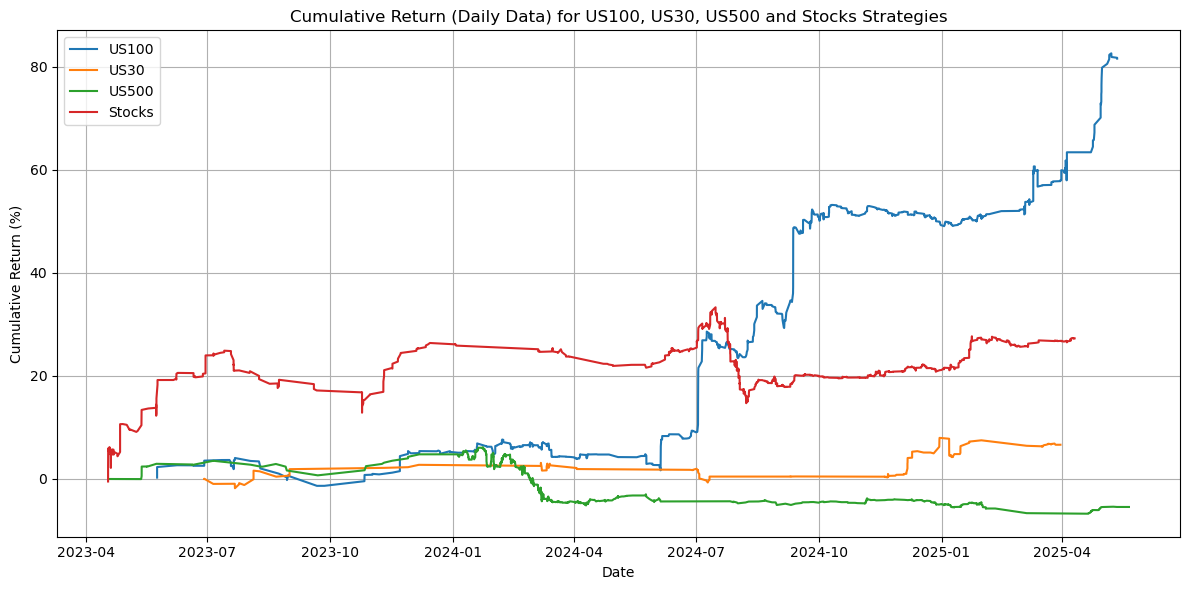 Cumulative Return (Daily Data) for US100, US30, US500 and Stocks Strategies
US100
US30
US500
Stocks
Cumulative Return (%)
80
60
40
20
0
2023-04 2023-07 2023-10 2024-01 2024-04 2024-07 2024-10 2025-01 2025-04
Date